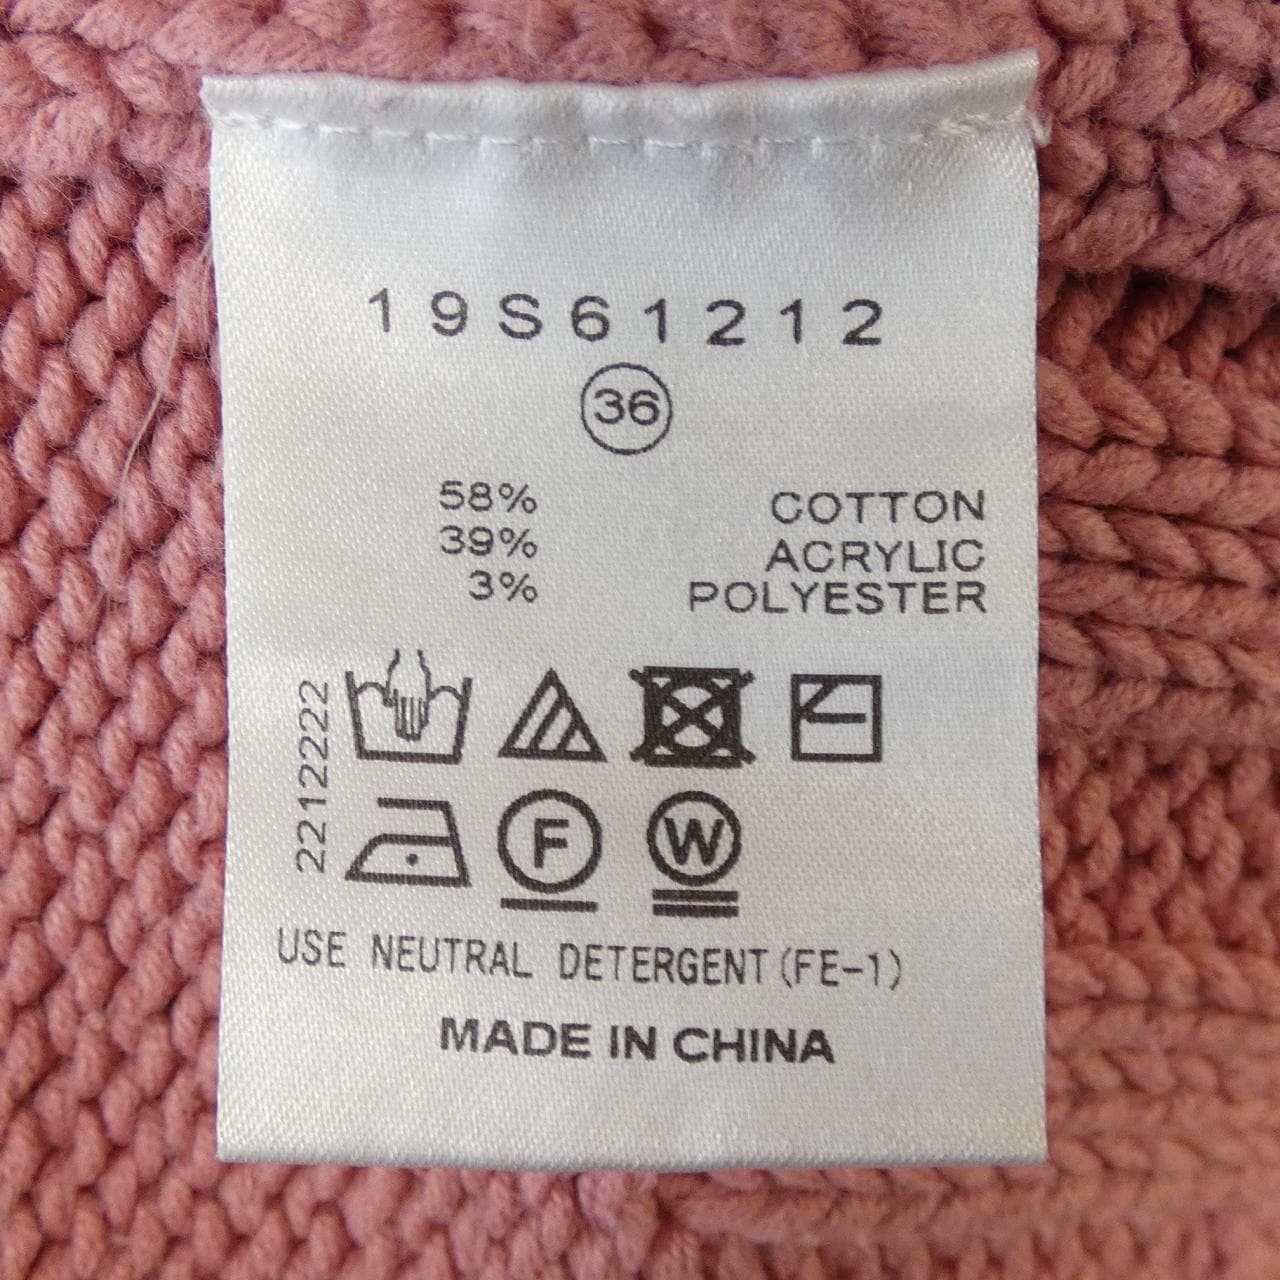 19S61212
36
58% COTTON
39% ACRYLIC
3% POLYESTER
2212222
F W
USE NEUTRAL DETERGENT(FE-1)
MADE IN CHINA